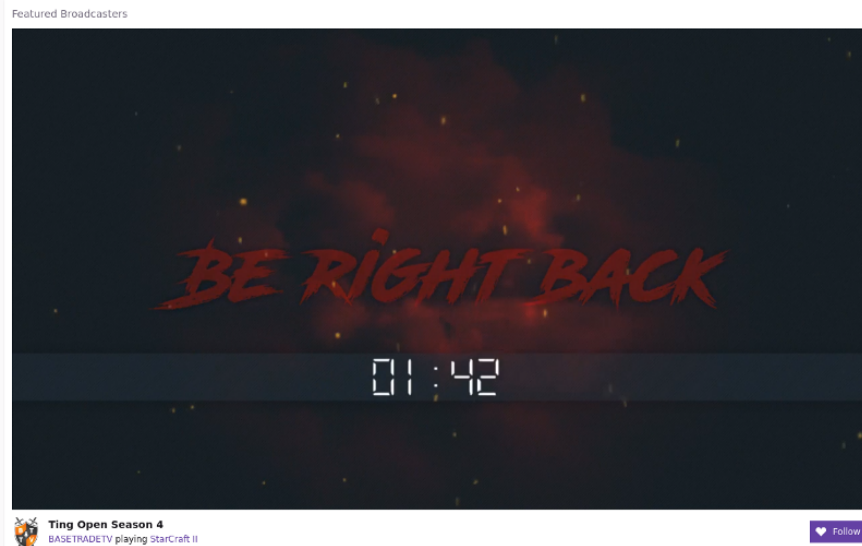 Featured Broadcasters
BE RIGHT BACK
01:42
Ting Open Season 4
BASETRADETV playing StarCraft II
Follow